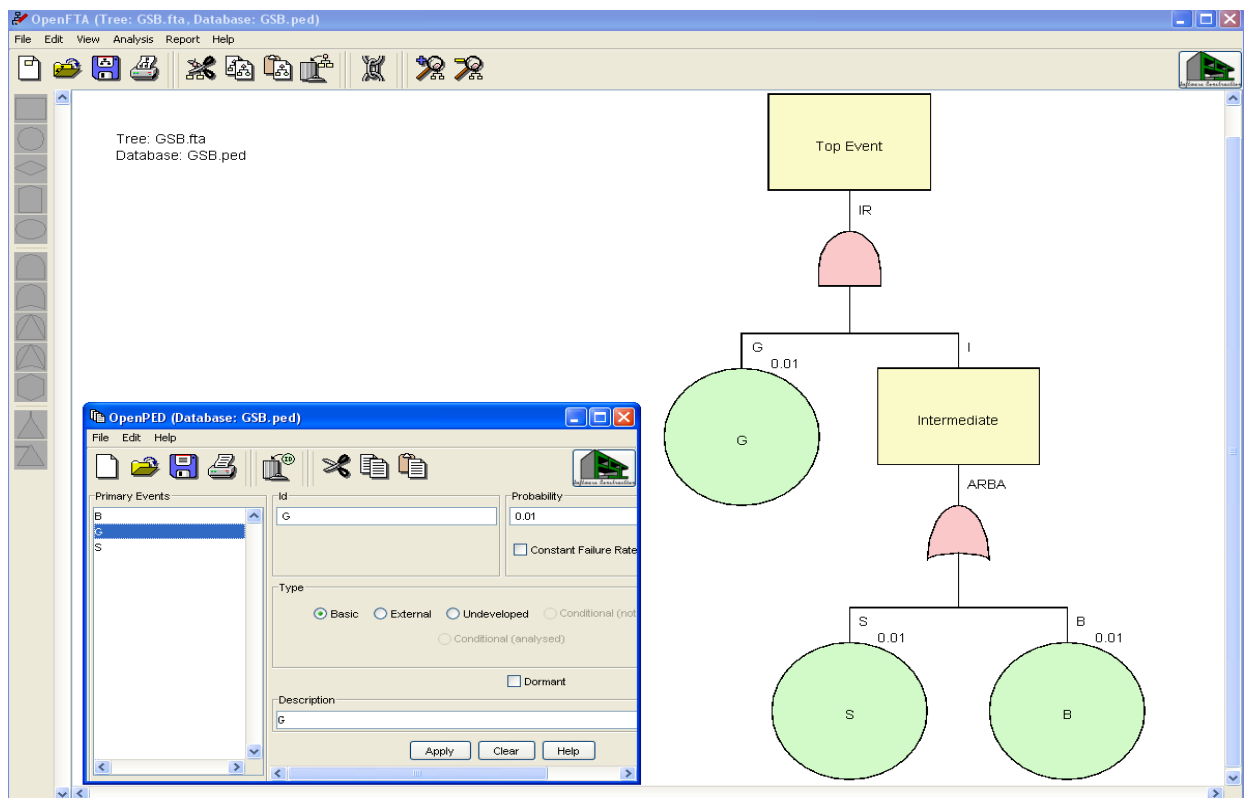 OpenFTA (Tree: GSB.fta, Database: GSB.ped)
File Edit View Analysis Report Help
Tree: GSB.fta
Database: GSB.ped
Top Event
IR
G
0.01
I
G
Intermediate
ARBA
S
0.01
B
0.01
S
B
OpenPED (Database: GSB.ped)
File Edit Help
Primary Events
B
G
S
Id
G
Probability
0.01
Constant Failure Rate
Type
Basic External Undeveloped Conditional (not
Conditional (analysed)
Dormant
Description
G
Apply Clear Help